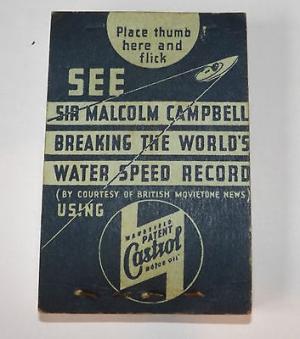 Place thumb
here and
flick
SEE
SIR MALCOLM CAMPBELL
BREAKING THE WORLD'S
WATER SPEED RECORD
(BY COURTESY OF BRITISH MOVIETONE NEWS)
USING
WAKEFIELD
PATENT
Castrol
MOTOR OIL